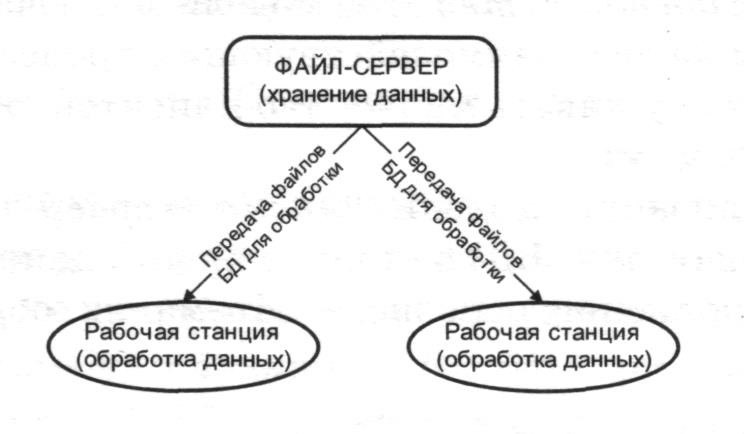 ФАЙЛ-СЕРВЕР
(хранение данных)
Передача файлов
БД для обработки
Передача файлов
БД для обработки
Рабочая станция
(обработка данных)
Рабочая станция
(обработка данных)